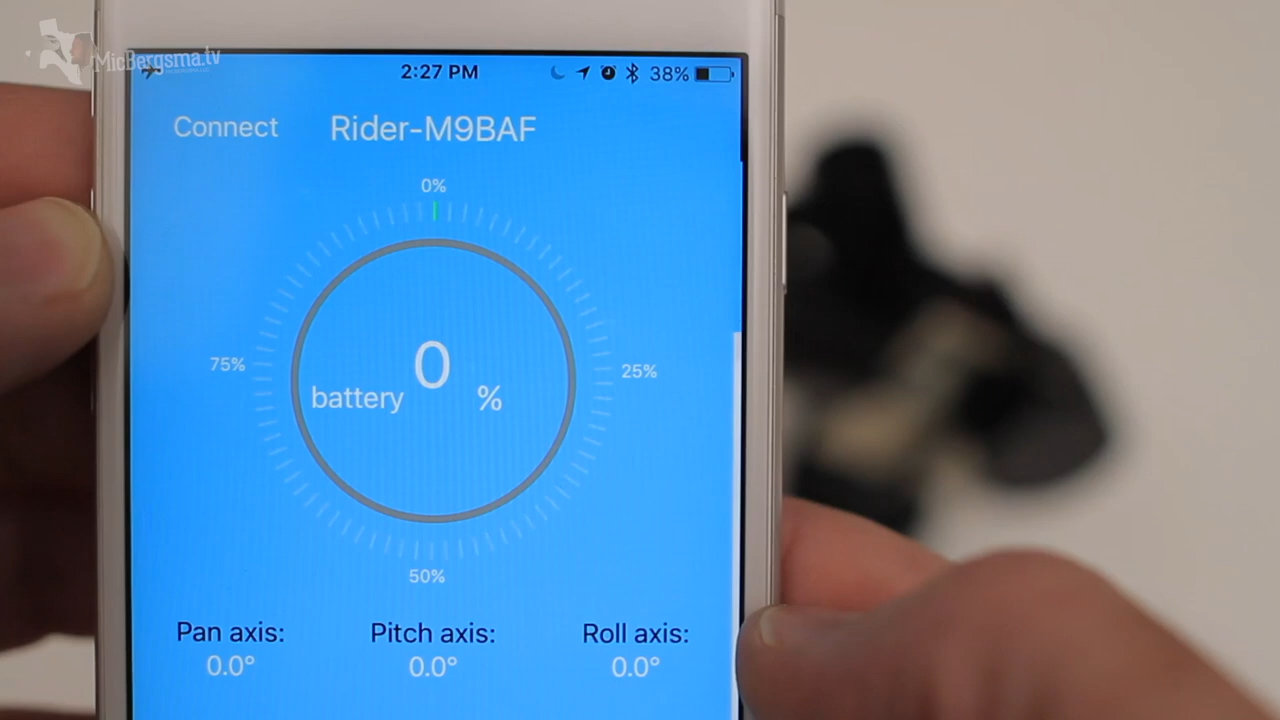 MicBergsma.tv
2:27 PM 38%
Connect Rider-M9BAF
0%
75% battery 0 % 25%
50%
Pan axis: Pitch axis: Roll axis:
0.0° 0.0° 0.0°